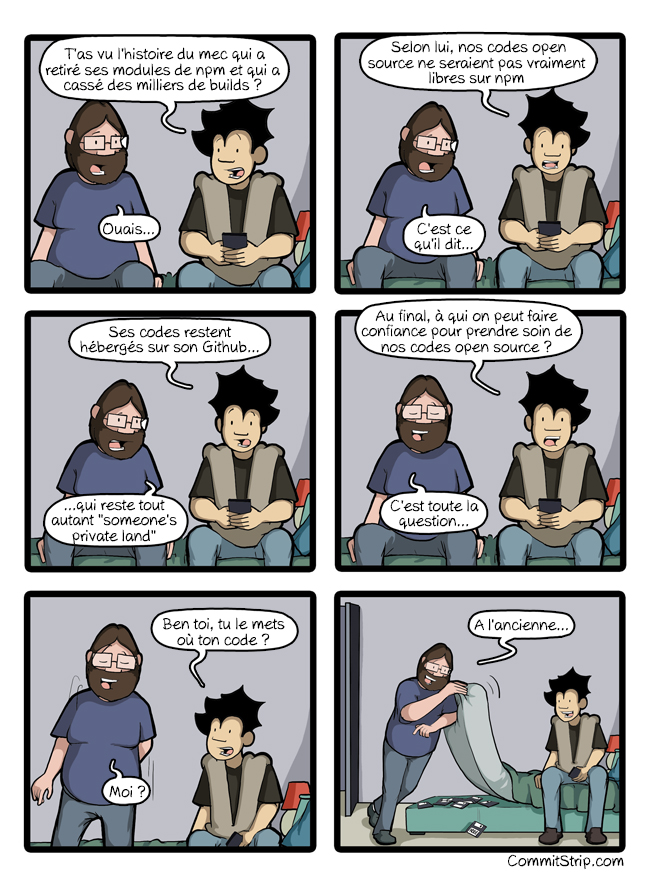 T'as vu l'histoire du mec qui a
retiré ses modules de npm et qui a
cassé des milliers de builds ?
Ouais...
Selon lui, nos codes open
source ne seraient pas vraiment
libres sur npm
C'est ce
qu'il dit...
Ses codes restent
hébergés sur son Github...
...qui reste tout
autant "someone's
private land"
Au final, à qui on peut faire
confiance pour prendre soin de
nos codes open source ?
C'est toute la
question...
Ben toi, tu le mets
où ton code ?
Moi ?
A l'ancienne...
CommitStrip.com